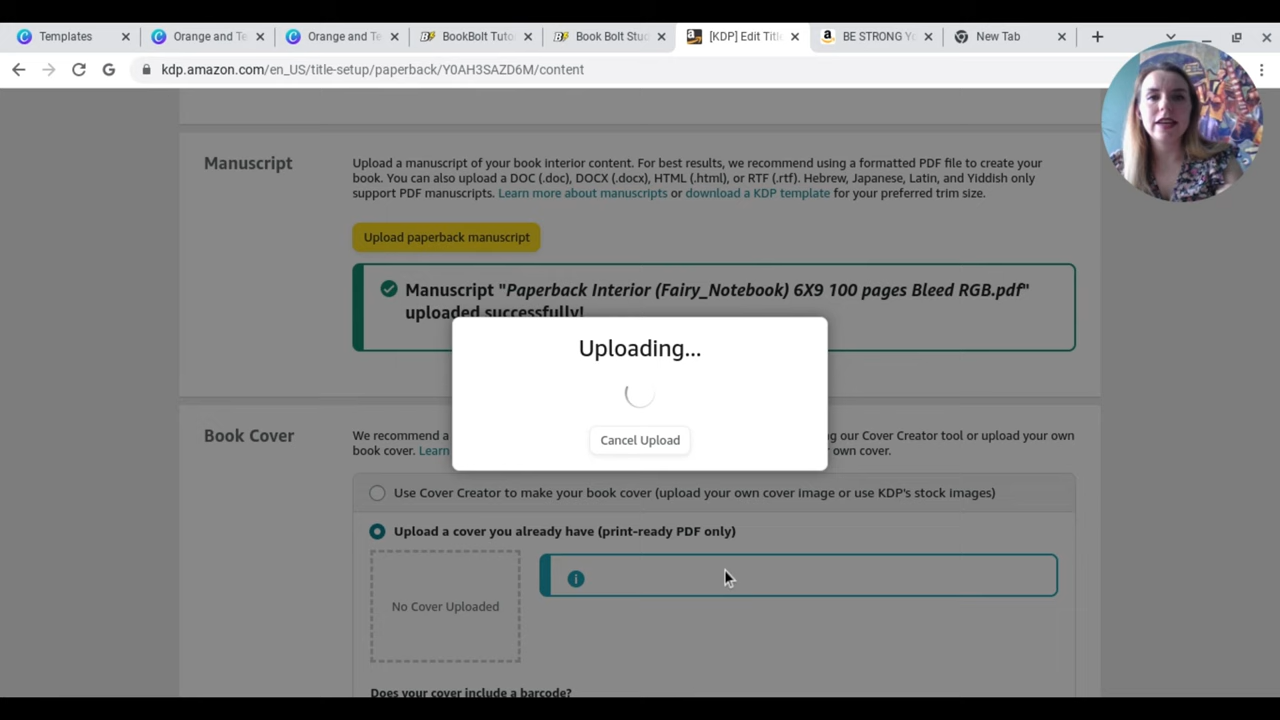 Templates
Orange and Te
Orange and Te
BookBolt Tuto
Book Bolt Stud
[KDP] Edit Title
BE STRONG Yo
New Tab
kdp.amazon.com/en_US/title-setup/paperback/Y0AH3SAZD6M/content
Manuscript
Upload a manuscript of your book interior content. For best results, we recommend using a formatted PDF file to create your
book. You can also upload a DOC (.doc), DOCX (.docx), HTML (.html), or RTF (.rtf). Hebrew, Japanese, Latin, and Yiddish only
support PDF manuscripts. Learn more about manuscripts or download a KDP template for your preferred trim size.
Upload paperback manuscript
Manuscript "Paperback Interior (Fairy_Notebook) 6X9 100 pages Bleed RGB.pdf"
uploaded successfully!
Uploading...
Cancel Upload
Book Cover
We recommend a
ng our Cover Creator tool or upload your own
book cover. Learn
own cover.
Use Cover Creator to make your book cover (upload your own cover image or use KDP's stock images)
Upload a cover you already have (print-ready PDF only)
No Cover Uploaded
Does your cover include a barcode?